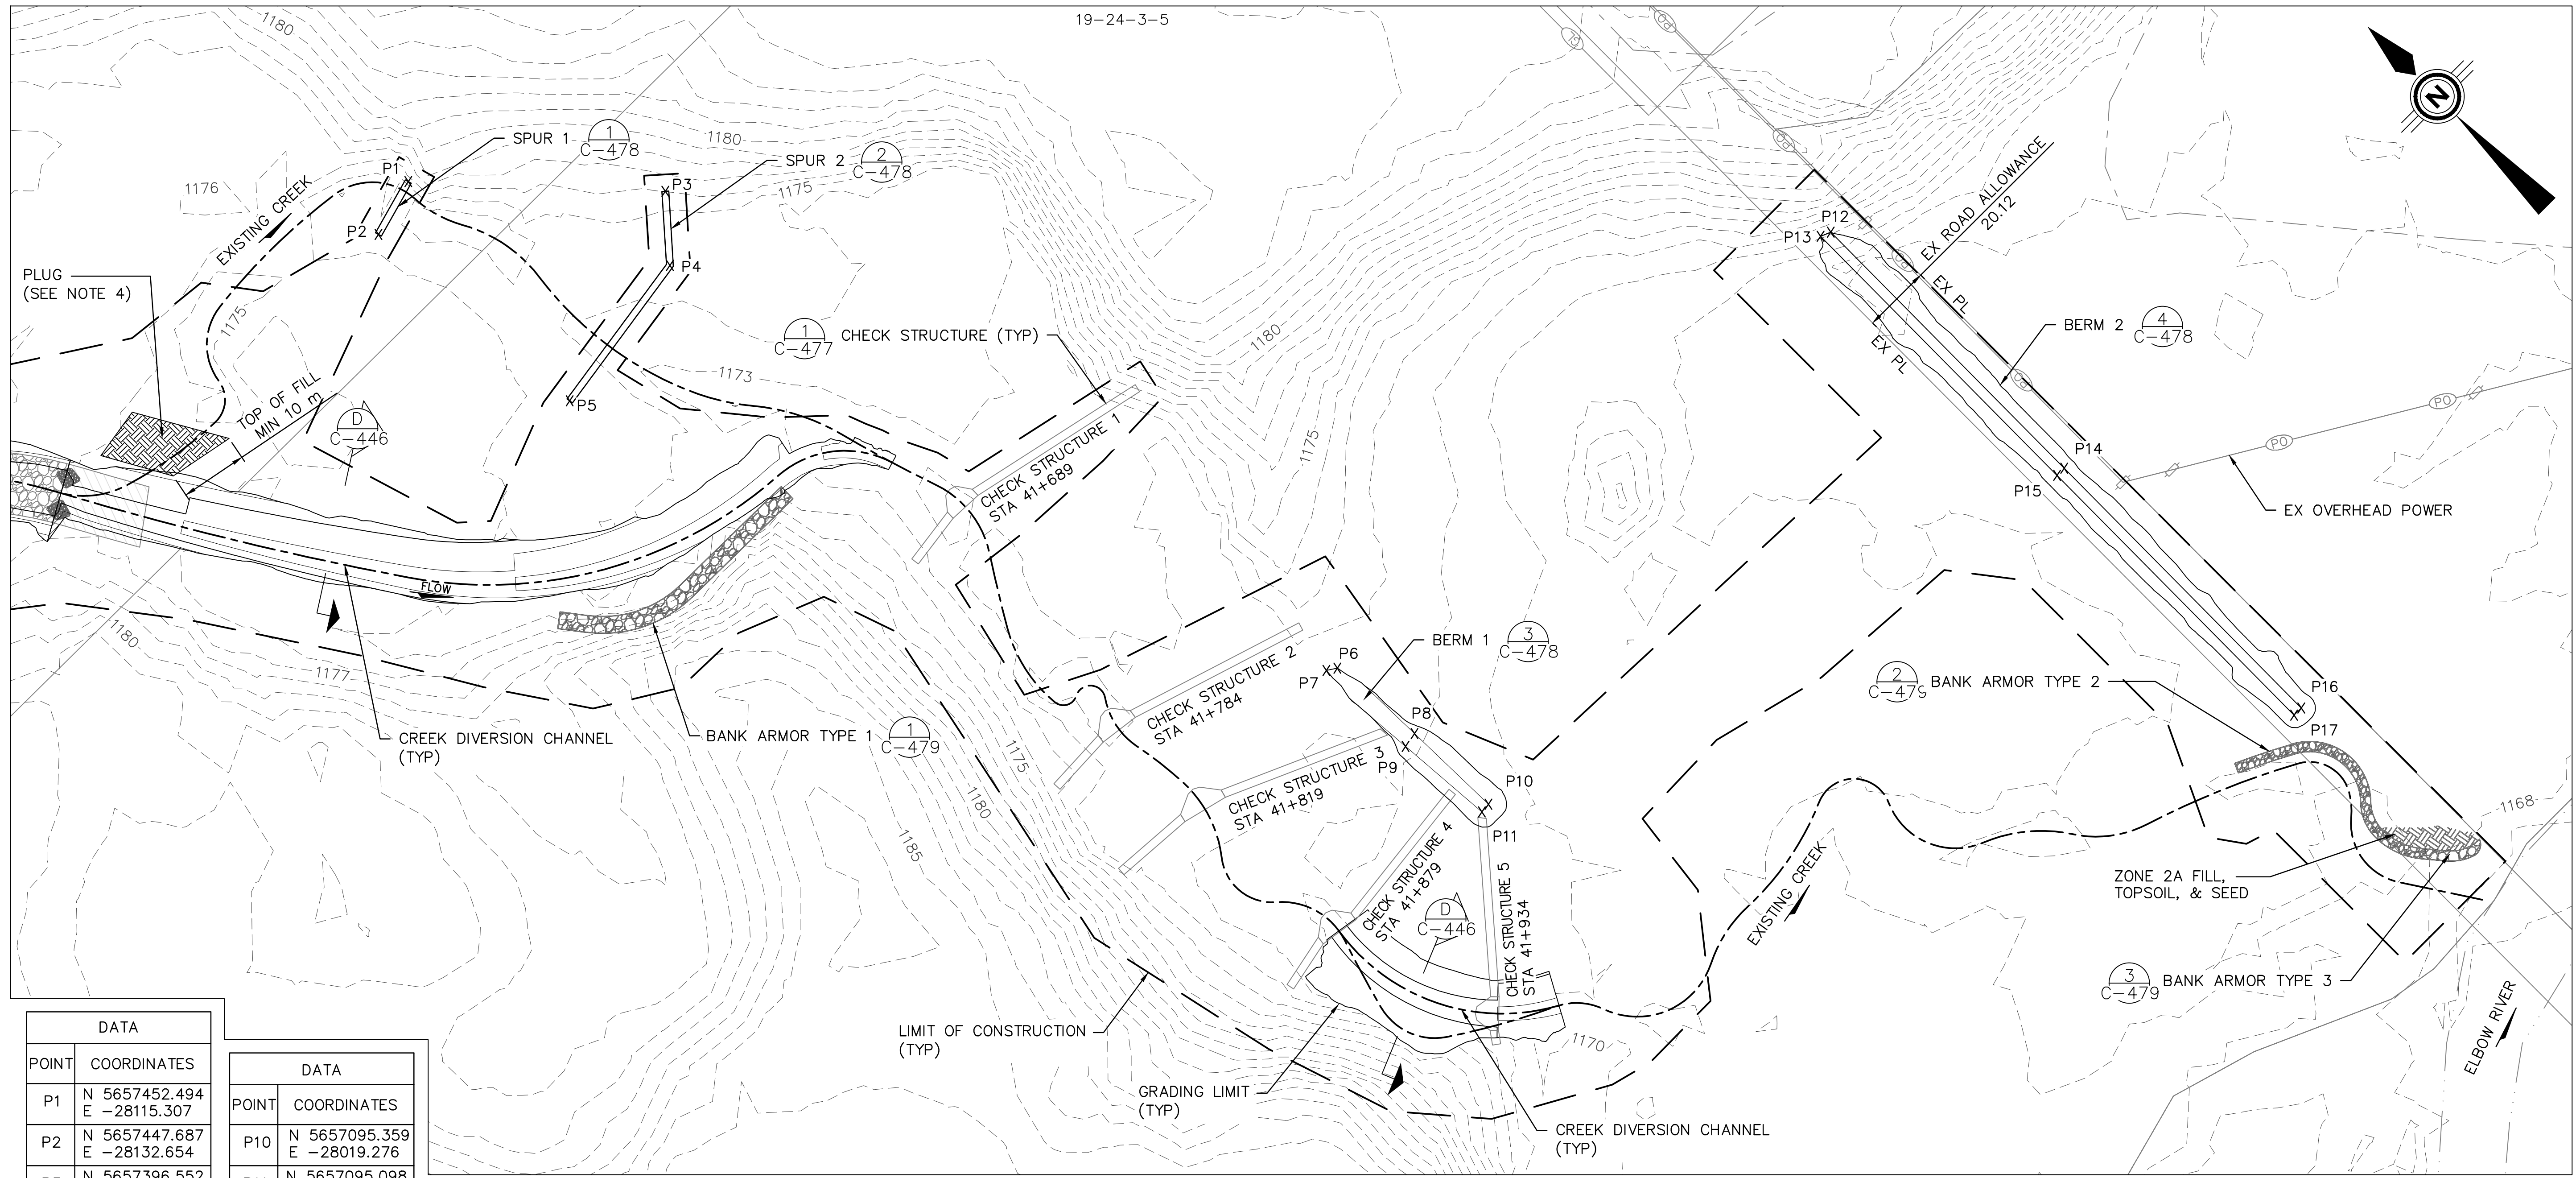 19-24-3-5
1180
SPUR 1
1
C-478
1180
SPUR 2
2
C-478
1175
1176
P1
P2
P3
P4
P5
EXISTING CREEK
PLUG
(SEE NOTE 4)
1175
TOP OF FILL
MIN 10 m
D
C-446
1
C-477
CHECK STRUCTURE (TYP)
1173
1180
1175
CHECK STRUCTURE 1
STA 41+689
N
P12
P13
EX ROAD ALLOWANCE
20.12
EX PL
EX PL
BERM 2
4
C-478
PO
PO
P14
P15
EX OVERHEAD POWER
FLOW
1180
1177
CREEK DIVERSION CHANNEL
(TYP)
BANK ARMOR TYPE 1
1
C-479
1175
1180
1185
CHECK STRUCTURE 2
STA 41+784
CHECK STRUCTURE 3
STA 41+819
P6
P7
BERM 1
3
C-478
P8
P9
P10
P11
CHECK STRUCTURE 4
STA 41+879
D
C-446
CHECK STRUCTURE 5
STA 41+934
2
C-479
BANK ARMOR TYPE 2
P16
P17
1168
ZONE 2A FILL,
TOPSOIL, & SEED
EXISTING CREEK
3
C-479
BANK ARMOR TYPE 3
ELBOW RIVER
LIMIT OF CONSTRUCTION
(TYP)
GRADING LIMIT
(TYP)
1170
CREEK DIVERSION CHANNEL
(TYP)
DATA
POINT COORDINATES
P1 N 5657452.494
E -28115.307
P2 N 5657447.687
E -28132.654
N 5657396.552
DATA
POINT COORDINATES
P10 N 5657095.359
E -28019.276
N 5657095.098